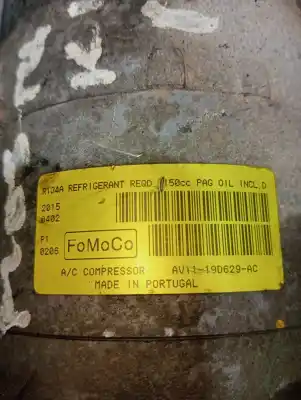 R134A REFRIGERANT REQD 150cc PAG OIL INCL.D
2015
0402
P1
0206
FoMoCo
A/C COMPRESSOR AV11-19D629-AC
MADE IN PORTUGAL